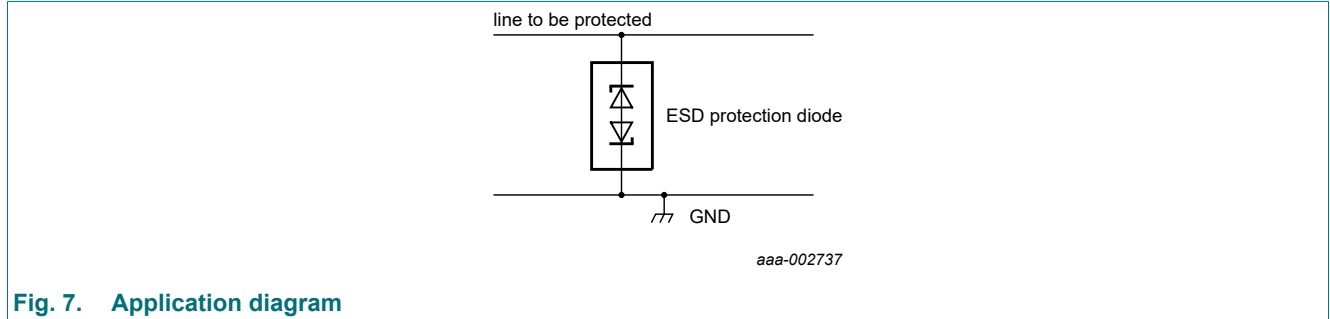 line to be protected
ESD protection diode
GND
aaa-002737
Fig. 7. Application diagram